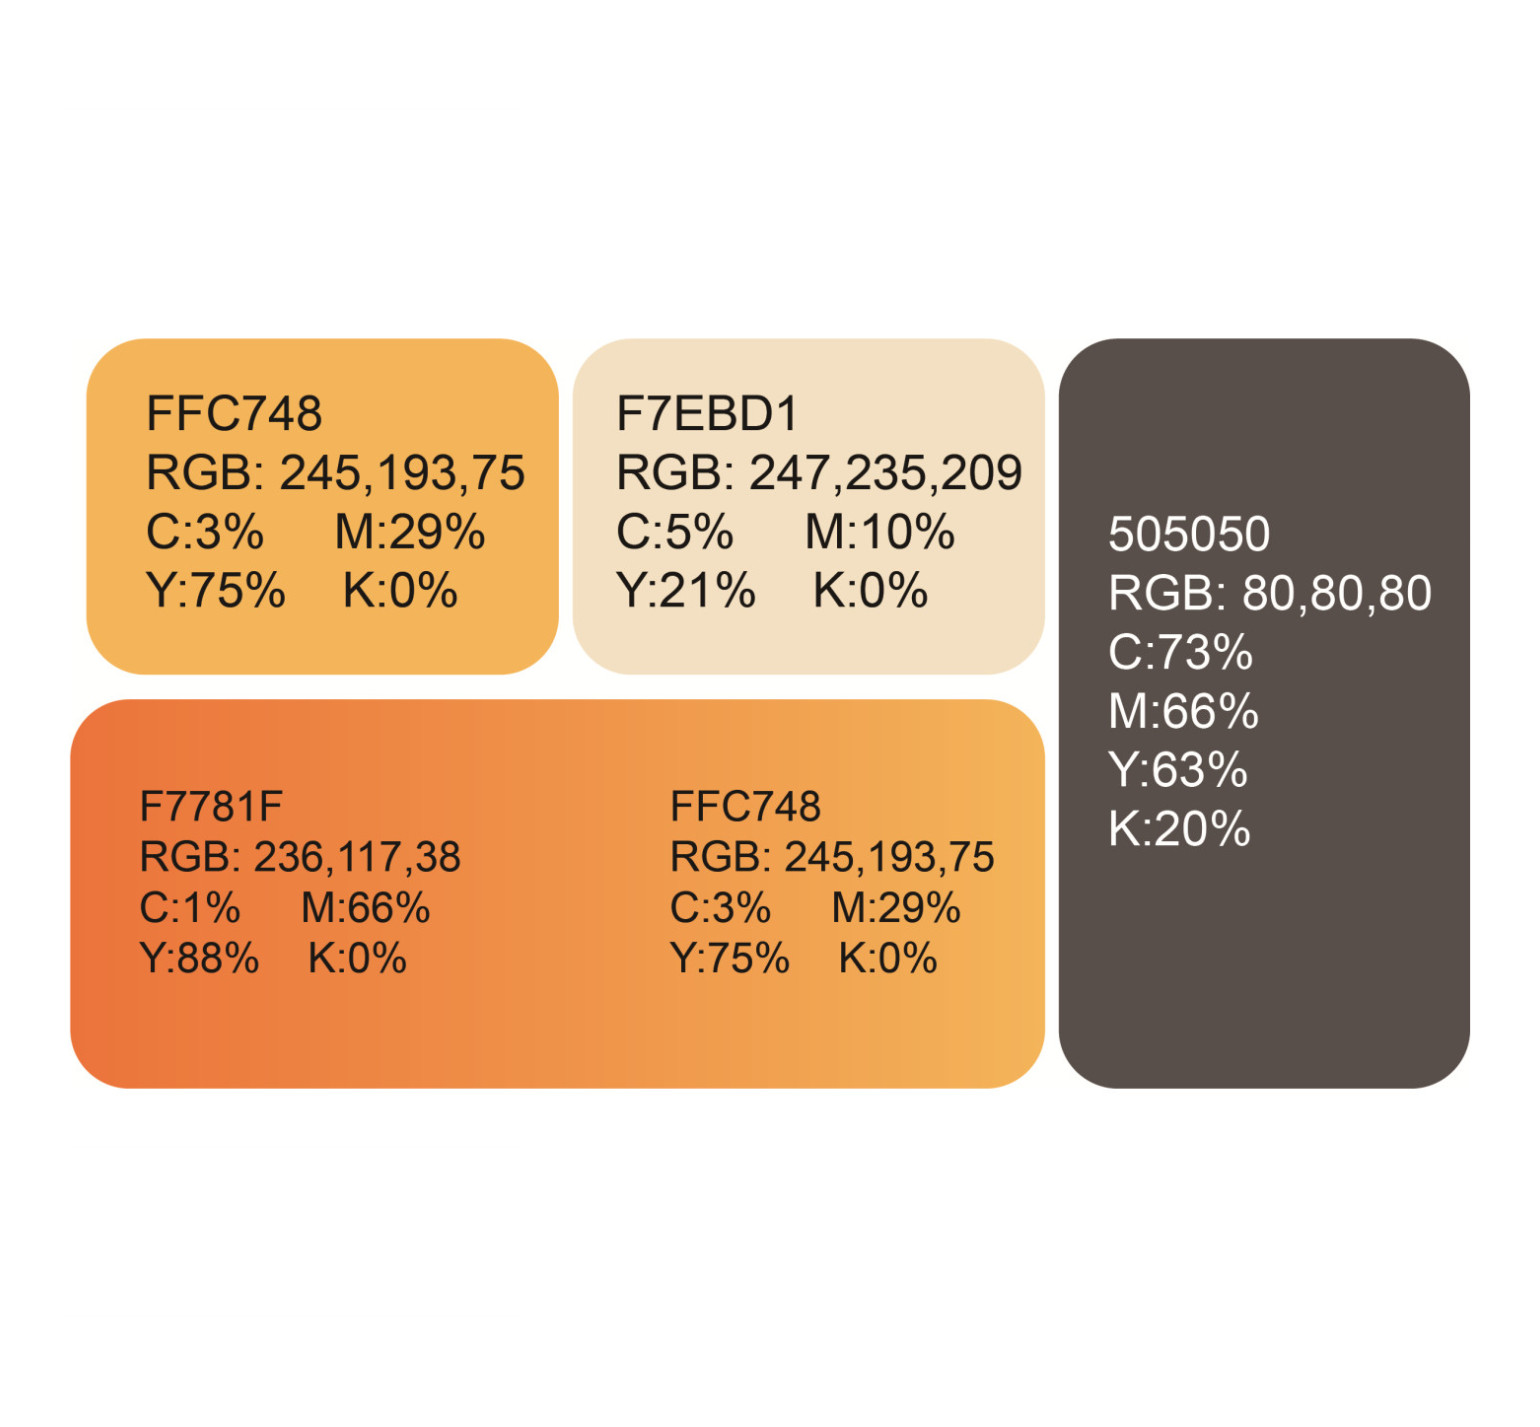 FFC748
RGB: 245,193,75
C:3% M:29%
Y:75% K:0%
F7EBD1
RGB: 247,235,209
C:5% M:10%
Y:21% K:0%
505050
RGB: 80,80,80
C:73%
M:66%
Y:63%
K:20%
F7781F
RGB: 236,117,38
C:1% M:66%
Y:88% K:0%
FFC748
RGB: 245,193,75
C:3% M:29%
Y:75% K:0%